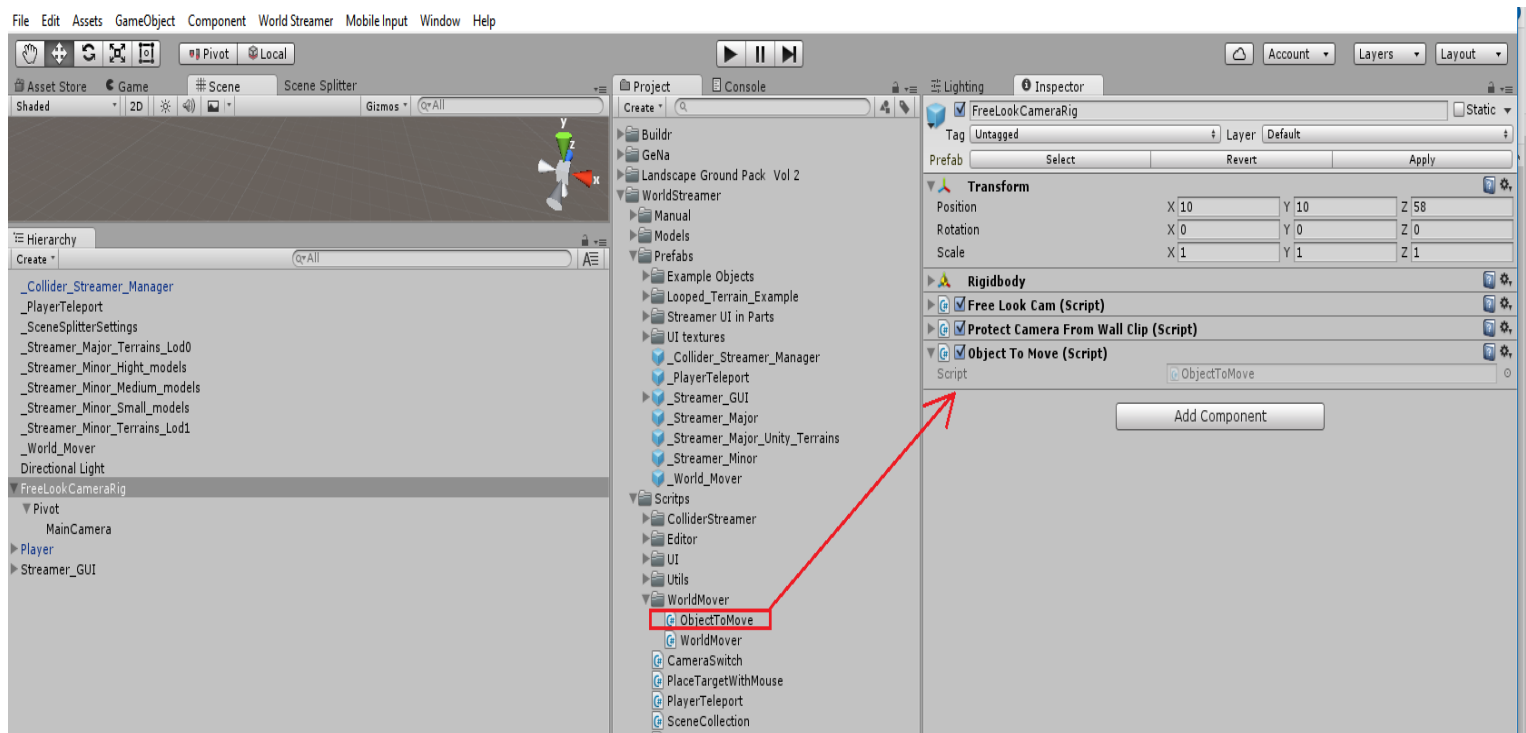 File Edit Assets GameObject Component World Streamer Mobile Input Window Help
Pivot Local Account Layers Layout
Asset Store Game Scene Scene Splitter
Shaded 2D Gizmos All
y
z
x
Hierarchy
Create All
_Collider_Streamer_Manager
_PlayerTeleport
_SceneSplitterSettings
_Streamer_Major_Terrains_Lod0
_Streamer_Minor_Hight_models
_Streamer_Minor_Medium_models
_Streamer_Minor_Small_models
_Streamer_Minor_Terrains_Lod1
_World_Mover
Directional Light
FreeLookCameraRig
Pivot
MainCamera
Player
Streamer_GUI
Project Console
Create
Buildr
GeNa
Landscape Ground Pack Vol 2
WorldStreamer
Manual
Models
Prefabs
Example Objects
Looped_Terrain_Example
Streamer UI in Parts
UI textures
_Collider_Streamer_Manager
_PlayerTeleport
_Streamer_GUI
_Streamer_Major
_Streamer_Major_Unity_Terrains
_Streamer_Minor
_World_Mover
Scritps
ColliderStreamer
Editor
UI
Utils
WorldMover
ObjectToMove
WorldMover
CameraSwitch
PlaceTargetWithMouse
PlayerTeleport
SceneCollection
Lighting Inspector
FreeLookCameraRig Static
Tag Untagged Layer Default
Prefab Select Revert Apply
Transform
Position X 10 Y 10 Z 58
Rotation X 0 Y 0 Z 0
Scale X 1 Y 1 Z 1
Rigidbody
Free Look Cam (Script)
Protect Camera From Wall Clip (Script)
Object To Move (Script)
Script ObjectToMove
Add Component